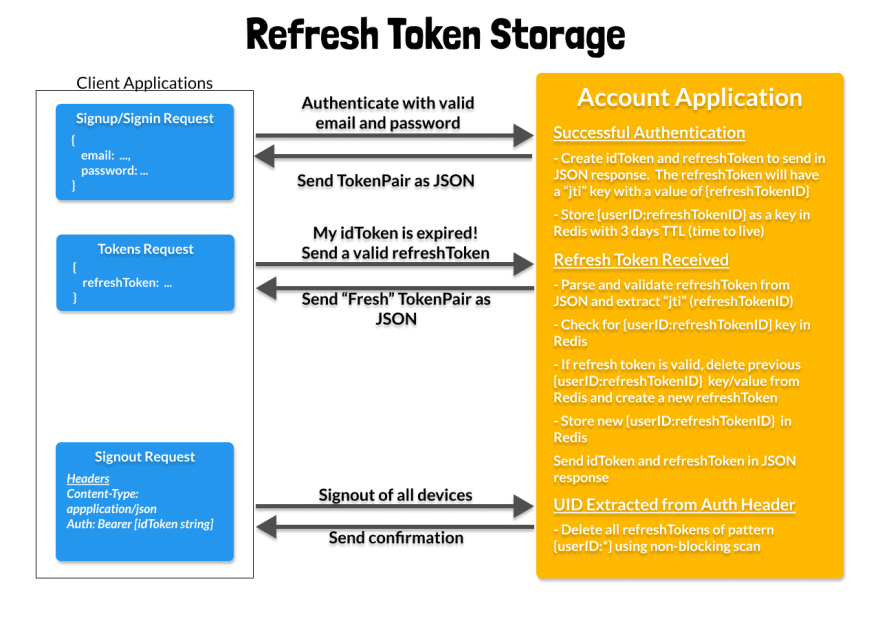 Refresh Token Storage
Client Applications
Signup/Signin Request
{
email: ...,
password: ...
}
Authenticate with valid
email and password
Send TokenPair as JSON
Tokens Request
{
refreshToken: ...
}
My idToken is expired!
Send a valid refreshToken
Send “Fresh” TokenPair as
JSON
Signout Request
Headers
Content-Type:
appplication/json
Auth: Bearer [idToken string]
Signout of all devices
Send confirmation
Account Application
Successful Authentication
- Create idToken and refreshToken to send in
JSON response. The refreshToken will have
a “jti” key with a value of {refreshTokenID}
- Store {userID:refreshTokenID} as a key in
Redis with 3 days TTL (time to live)
Refresh Token Received
- Parse and validate refreshToken from
JSON and extract “jti” (refreshTokenID)
- Check for {userID:refreshTokenID} key in
Redis
- If refresh token is valid, delete previous
{userID:refreshTokenID} key/value from
Redis and create a new refreshToken
- Store new {userID:refreshTokenID} in
Redis
Send idToken and refreshToken in JSON
response
UID Extracted from Auth Header
- Delete all refreshTokens of pattern
{userID:*} using non-blocking scan